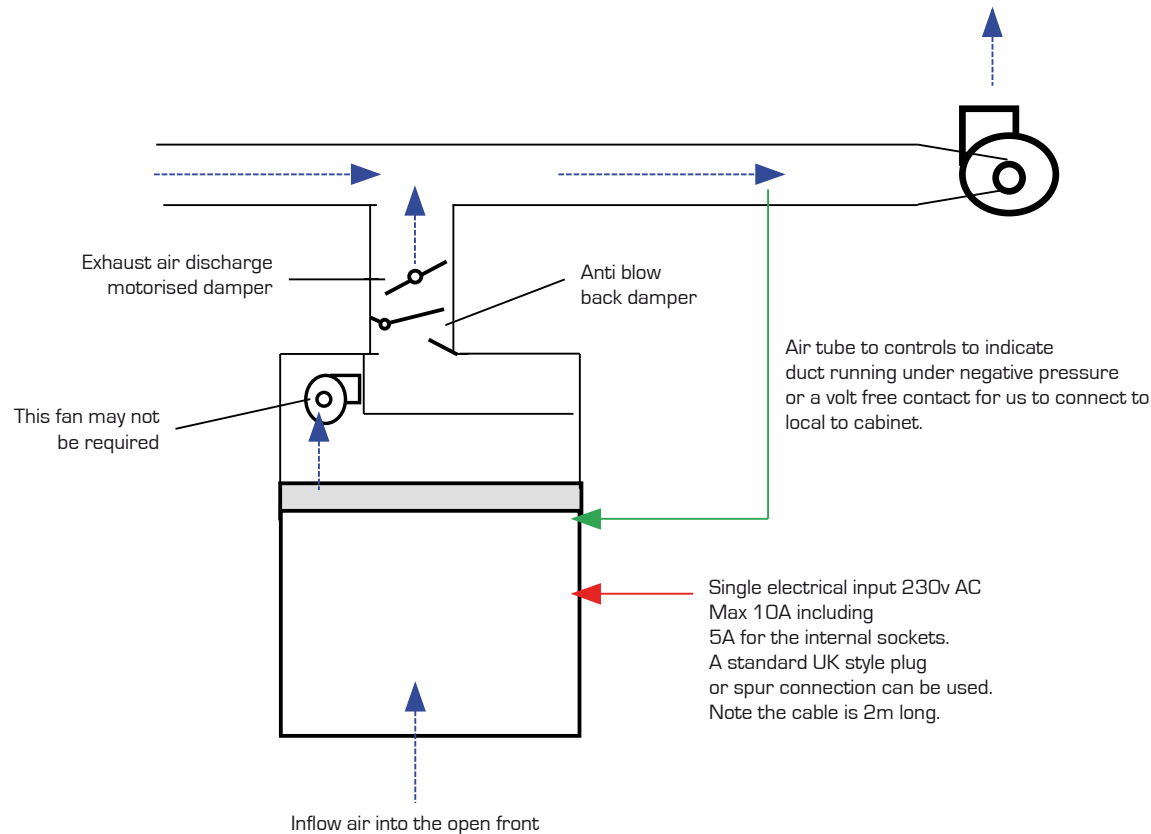 Exhaust air discharge
motorised damper
Anti blow
back damper
Air tube to controls to indicate
duct running under negative pressure
or a volt free contact for us to connect to
local to cabinet.
This fan may not
be required
Single electrical input 230v AC
Max 10A including
5A for the internal sockets.
A standard UK style plug
or spur connection can be used.
Note the cable is 2m long.
Inflow air into the open front